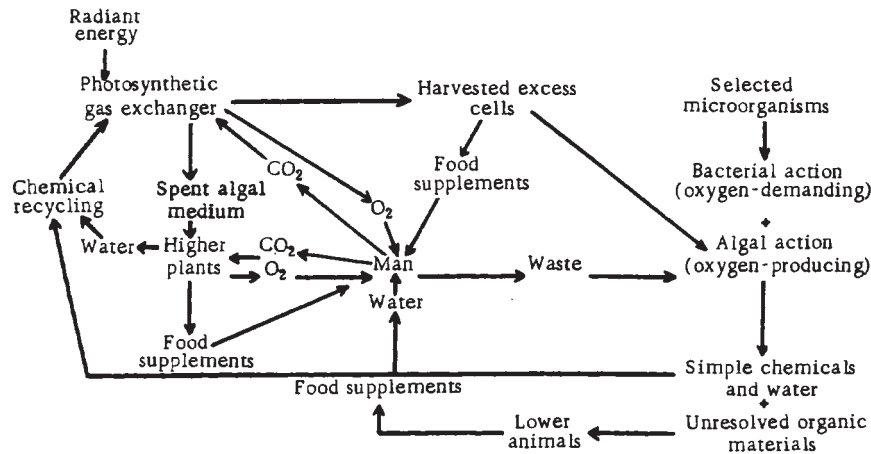 Radiant
energy
Photosynthetic
gas exchanger
Harvested excess
cells
Selected
microorganisms
CO₂
Food
supplements
Bacterial action
(oxygen-demanding)
+
Chemical
recycling
Spent algal
medium
O₂
Algal action
(oxygen-producing)
Water
Higher
plants
CO₂
O₂
Man
Waste
Water
Food
supplements
Food supplements
Simple chemicals
and water
+
Lower
animals
Unresolved organic
materials